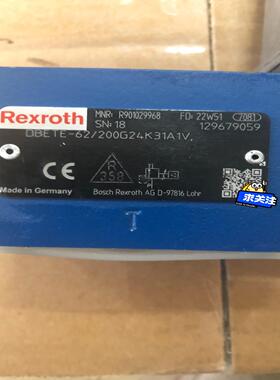 Rexroth
MNR: R901029968 FD: 22W51 7081
SN: 18 129679059
DBETE-62/200G24K31A1V,
CE
358
Made in Germany Bosch Rexroth AG D-97816 Lohr
T
求关注